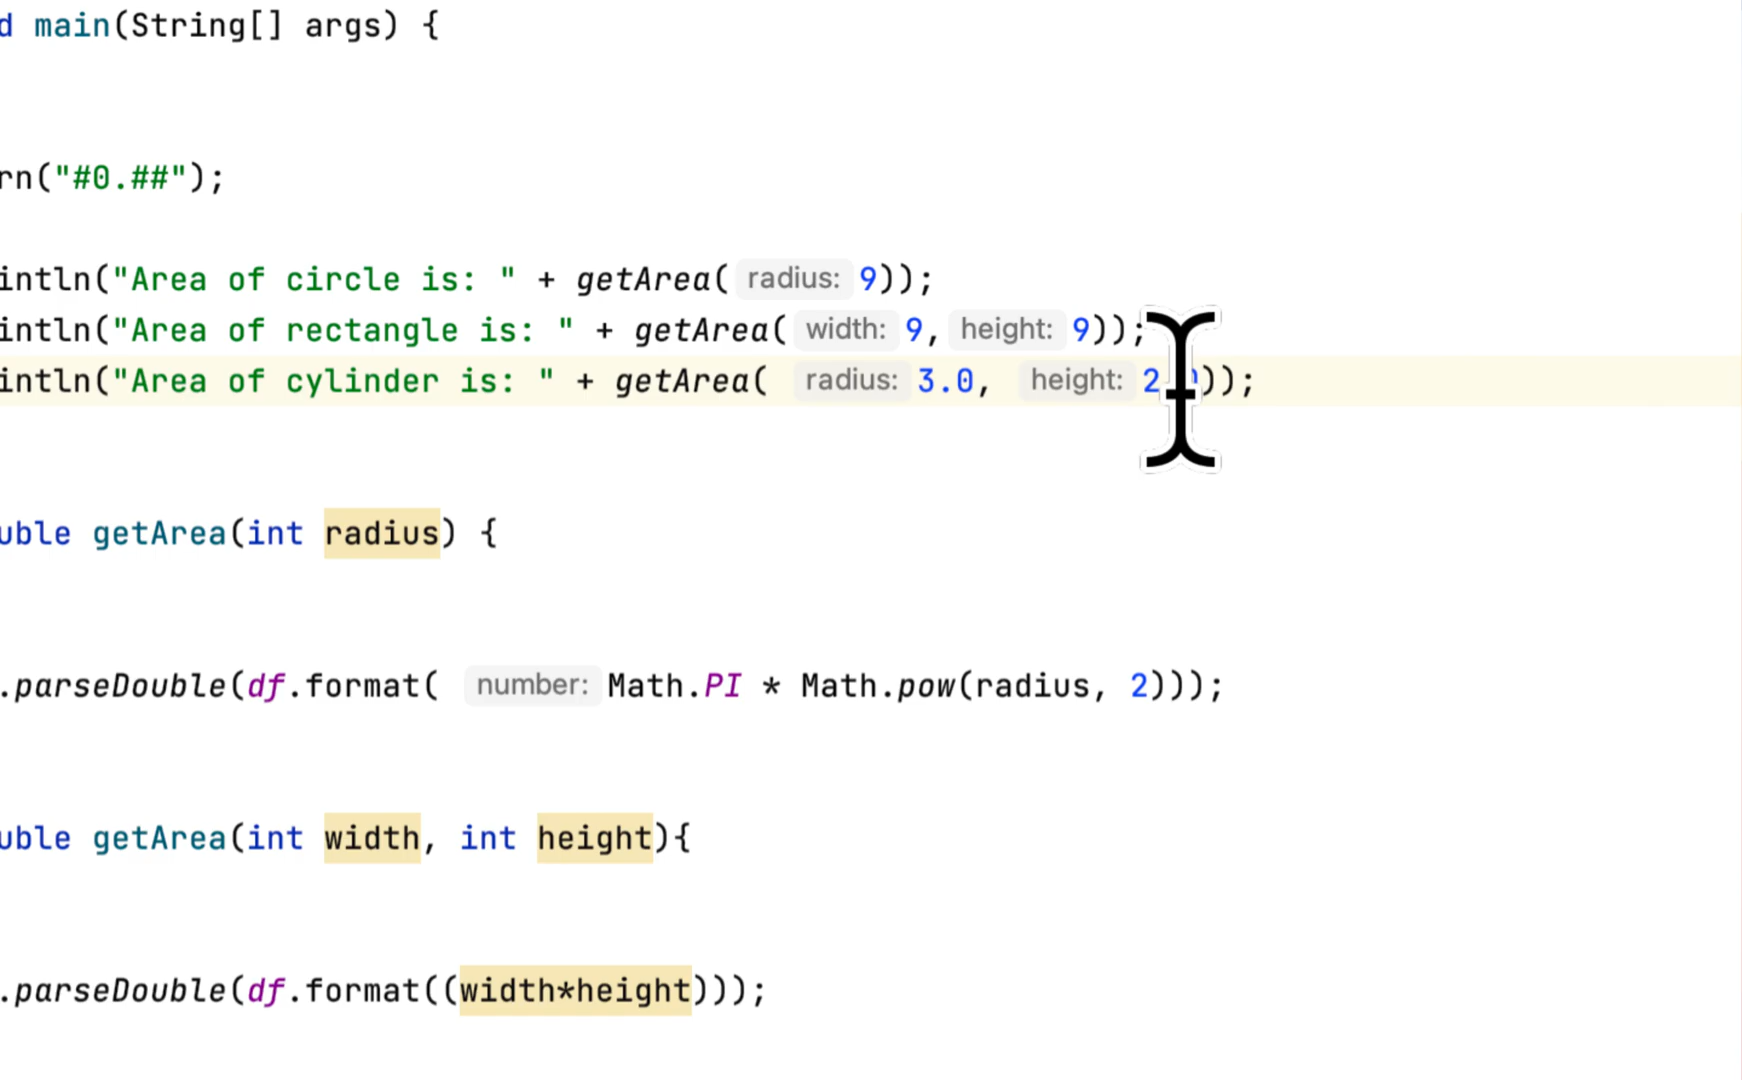 d main(String[] args) {
rn("#0.##");
intln("Area of circle is: " + getArea( radius: 9));
intln("Area of rectangle is: " + getArea( width: 9, height: 9));
intln("Area of cylinder is: " + getArea( radius: 3.0, height: 2));
uble getArea(int radius) {
.parseDouble(df.format( number: Math.PI * Math.pow(radius, 2)));
uble getArea(int width, int height){
.parseDouble(df.format((width*height)));